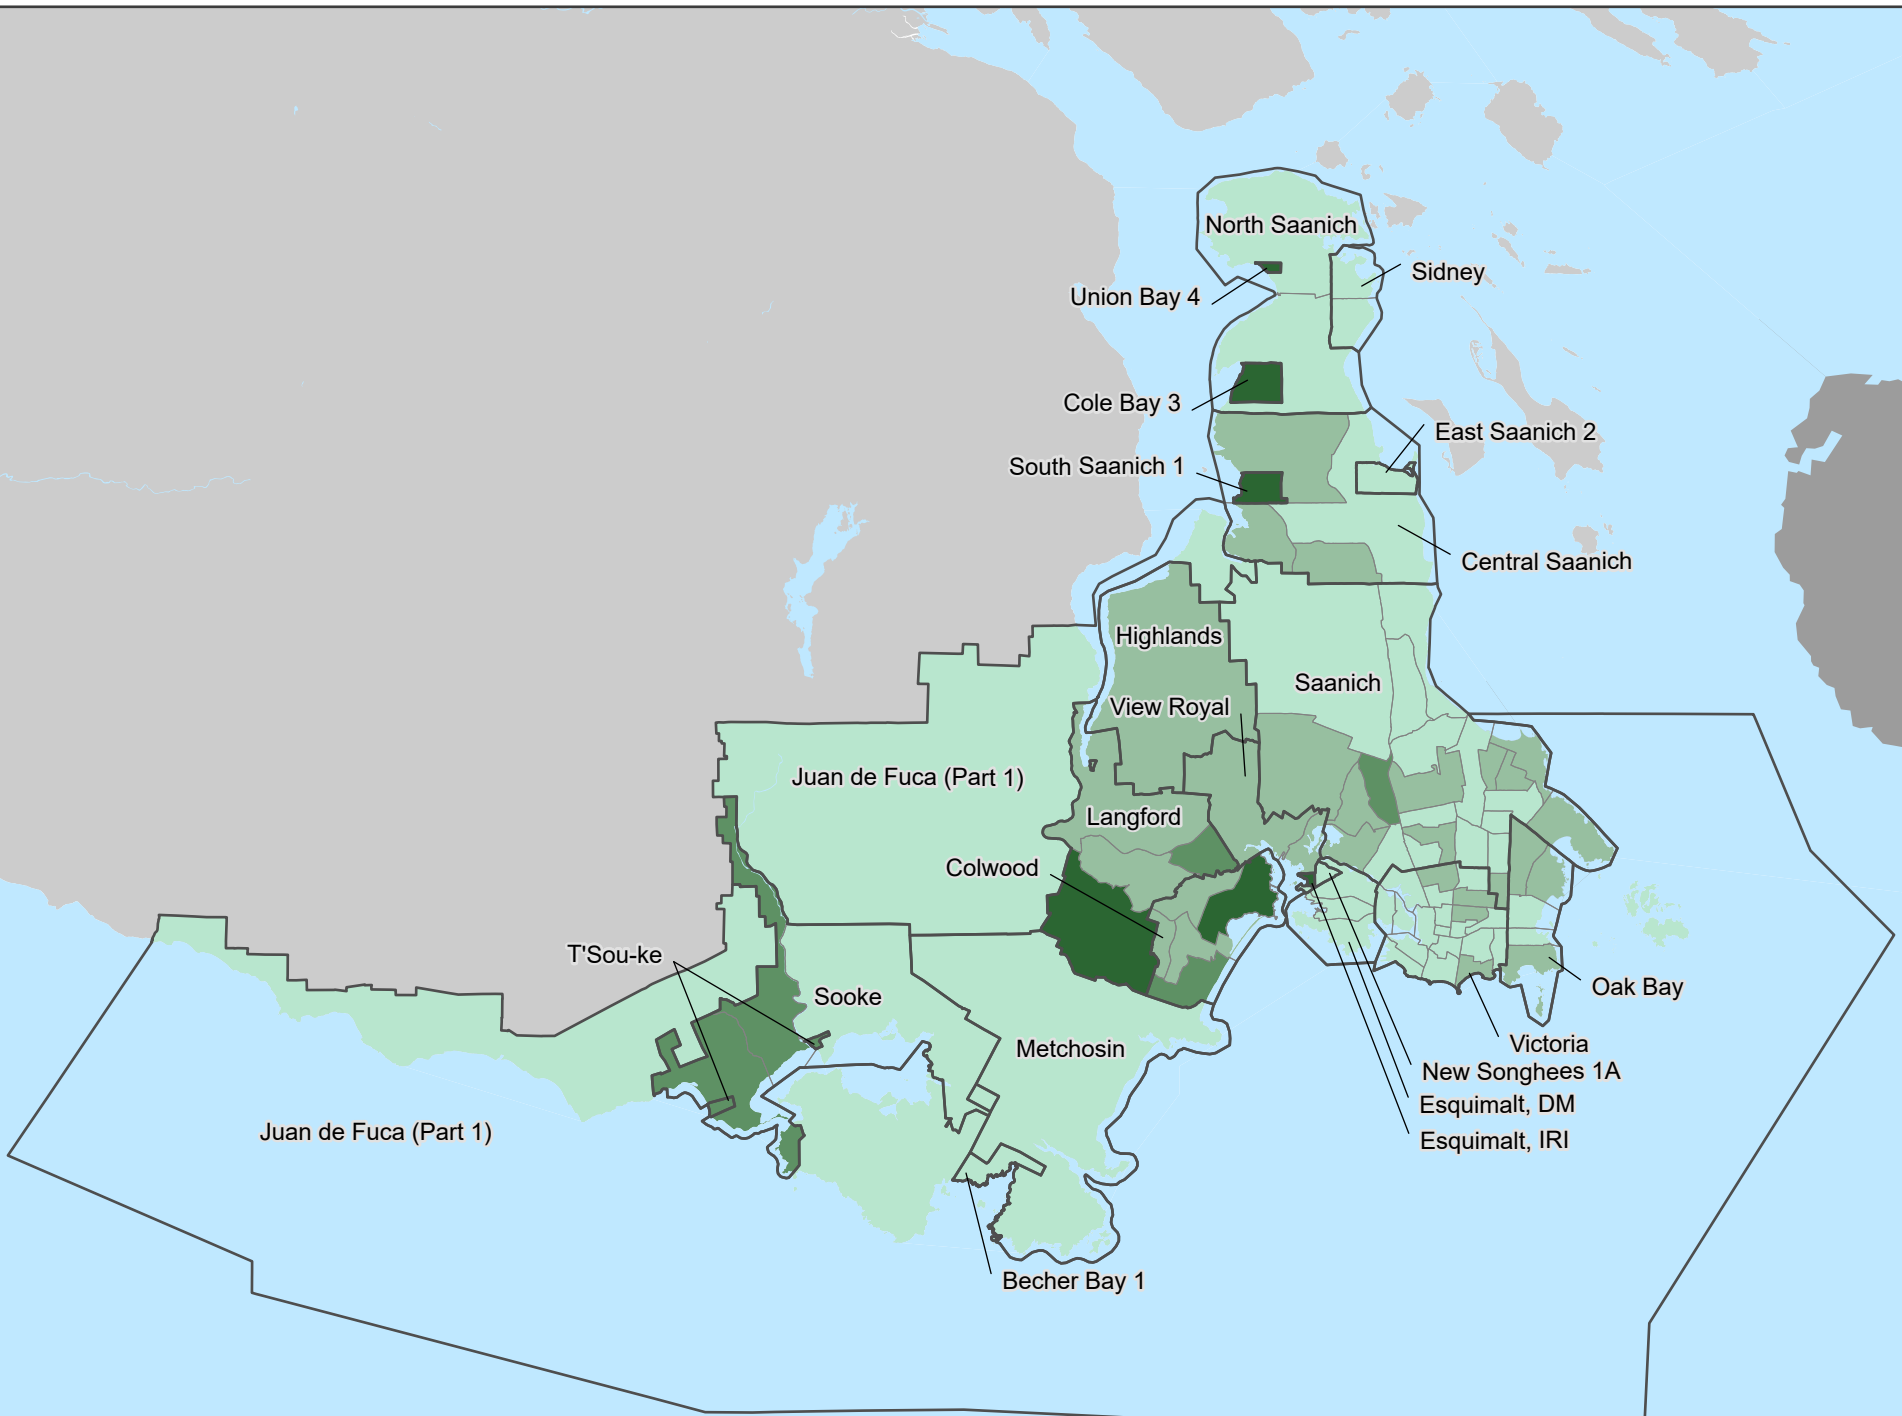 North Saanich
Sidney
Union Bay 4
Cole Bay 3
East Saanich 2
South Saanich 1
Central Saanich
Highlands
Saanich
View Royal
Juan de Fuca (Part 1)
Langford
Colwood
T'Sou-ke
Oak Bay
Sooke
Victoria
Metchosin
New Songhees 1A
Esquimalt, DM
Juan de Fuca (Part 1)
Esquimalt, IRI
Becher Bay 1